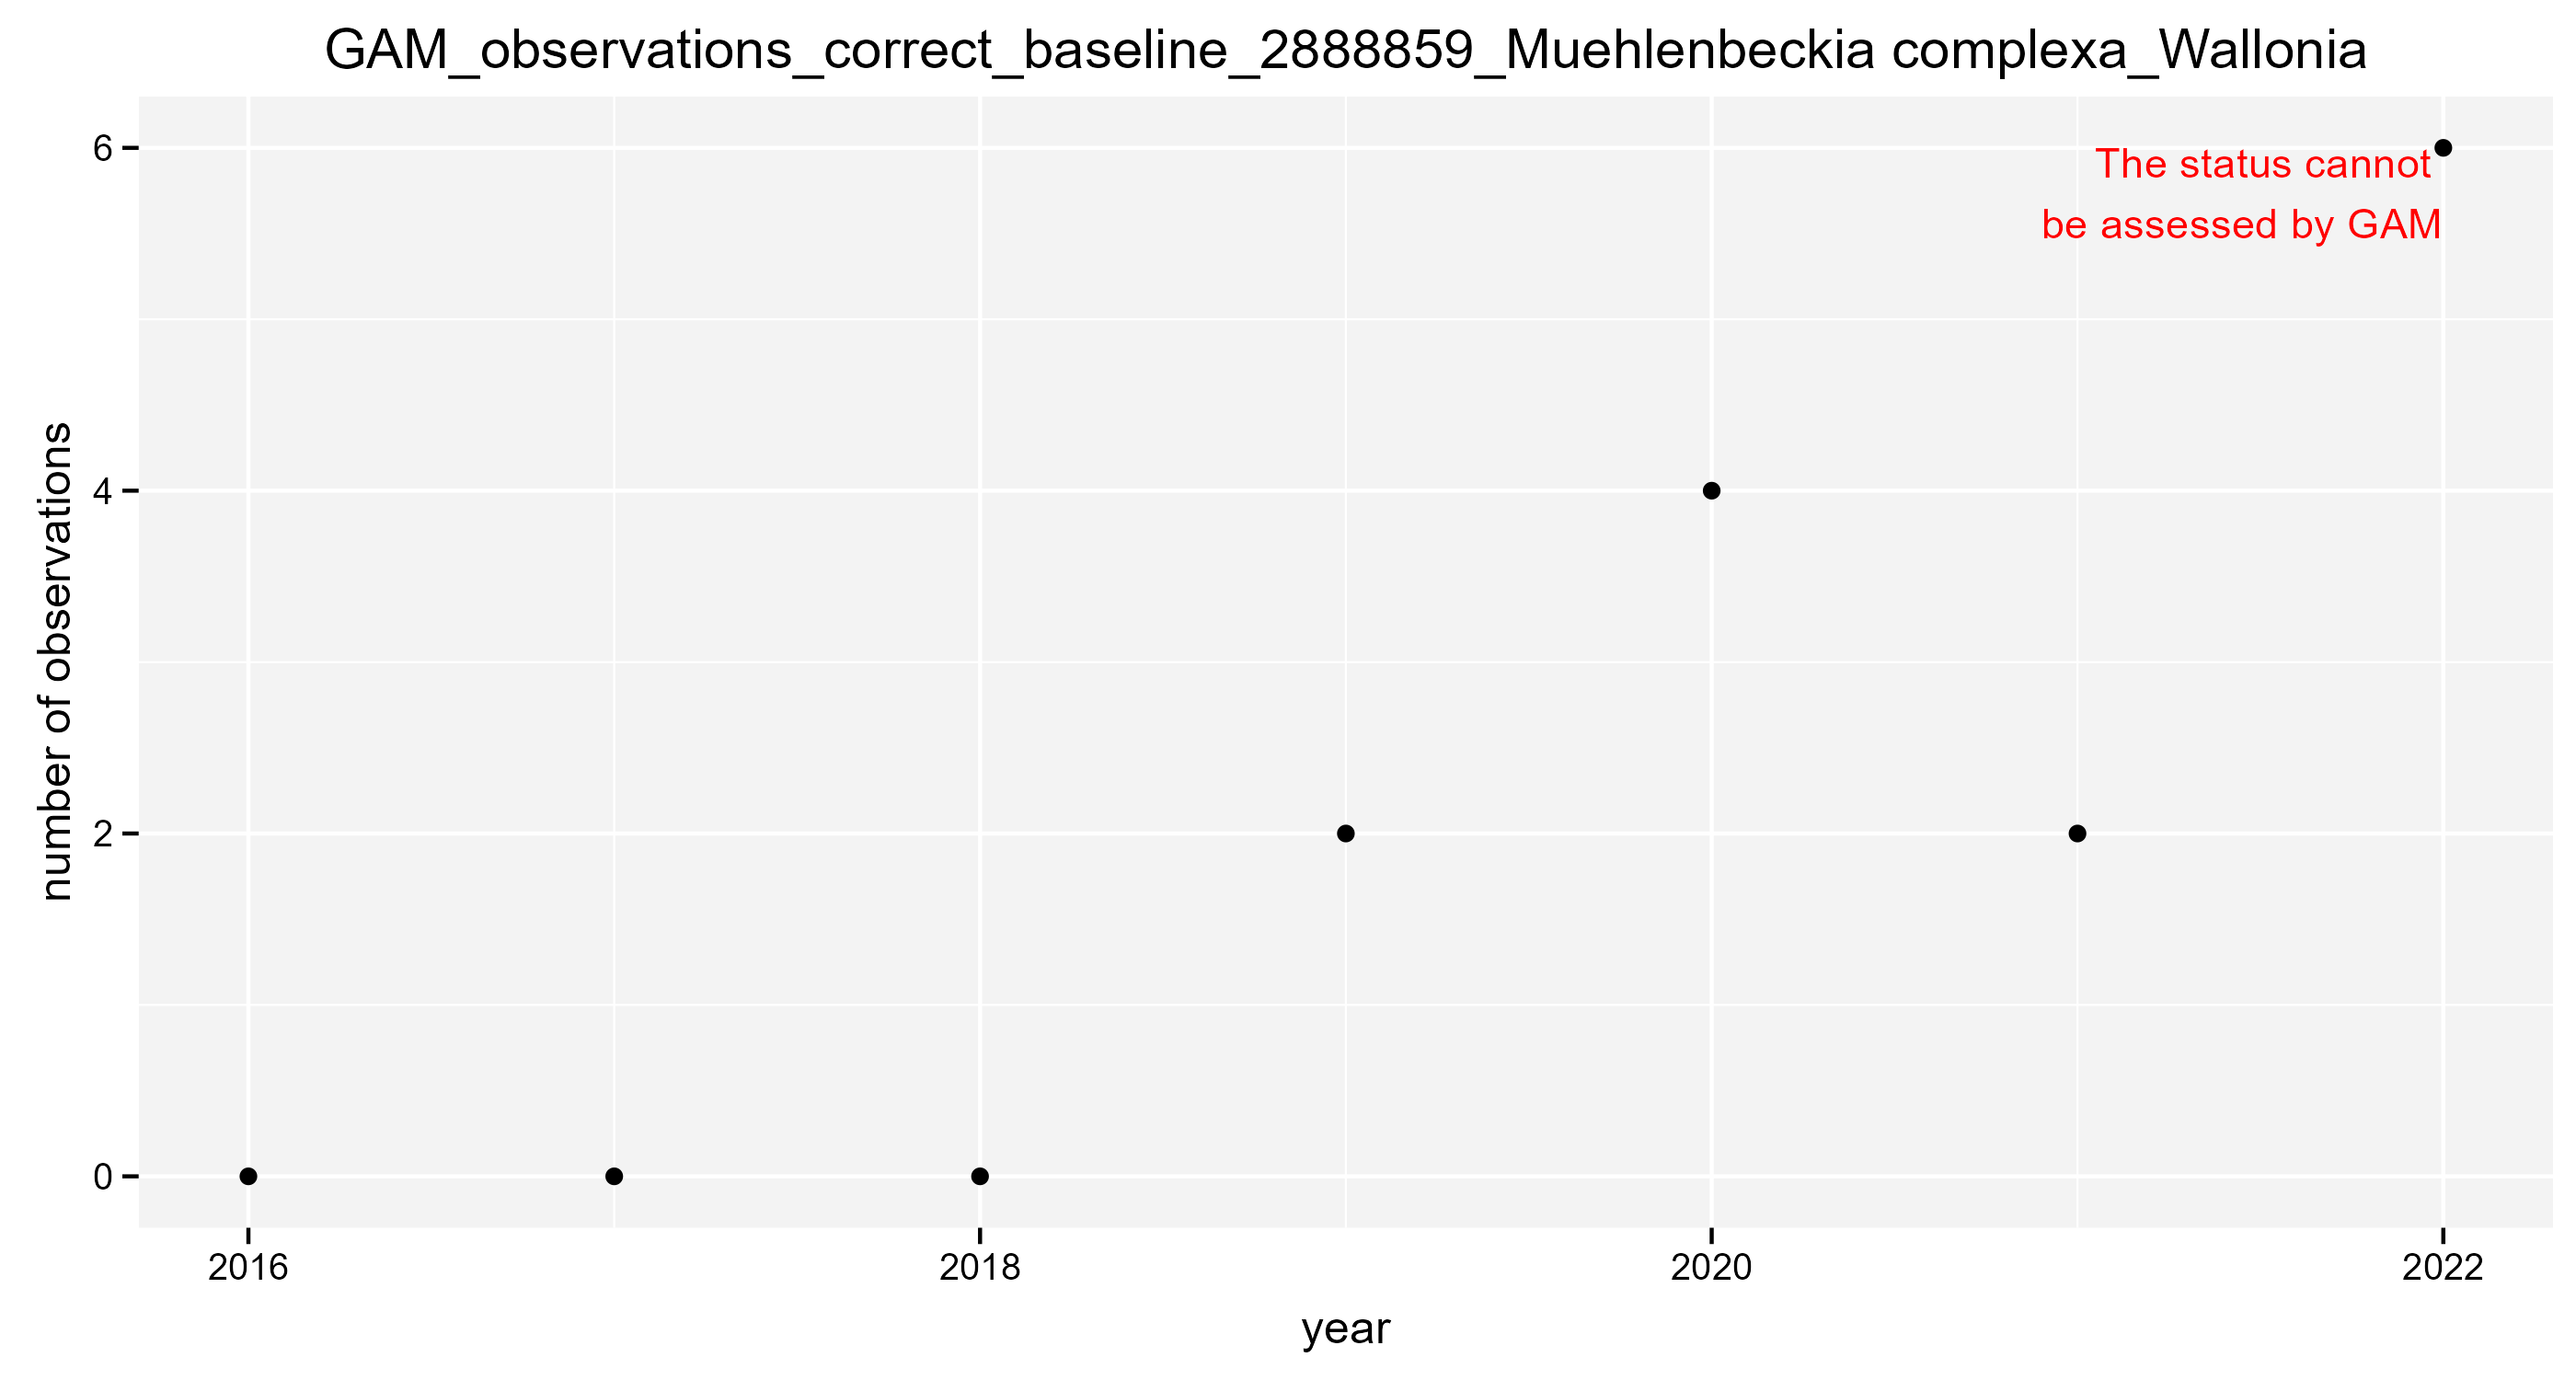 GAM_observations_correct_baseline_2888859_Muehlenbeckia complexa_Wallonia
The status cannot
be assessed by GAM
number of observations
6
4
2
0
2016
2018
2020
2022
year